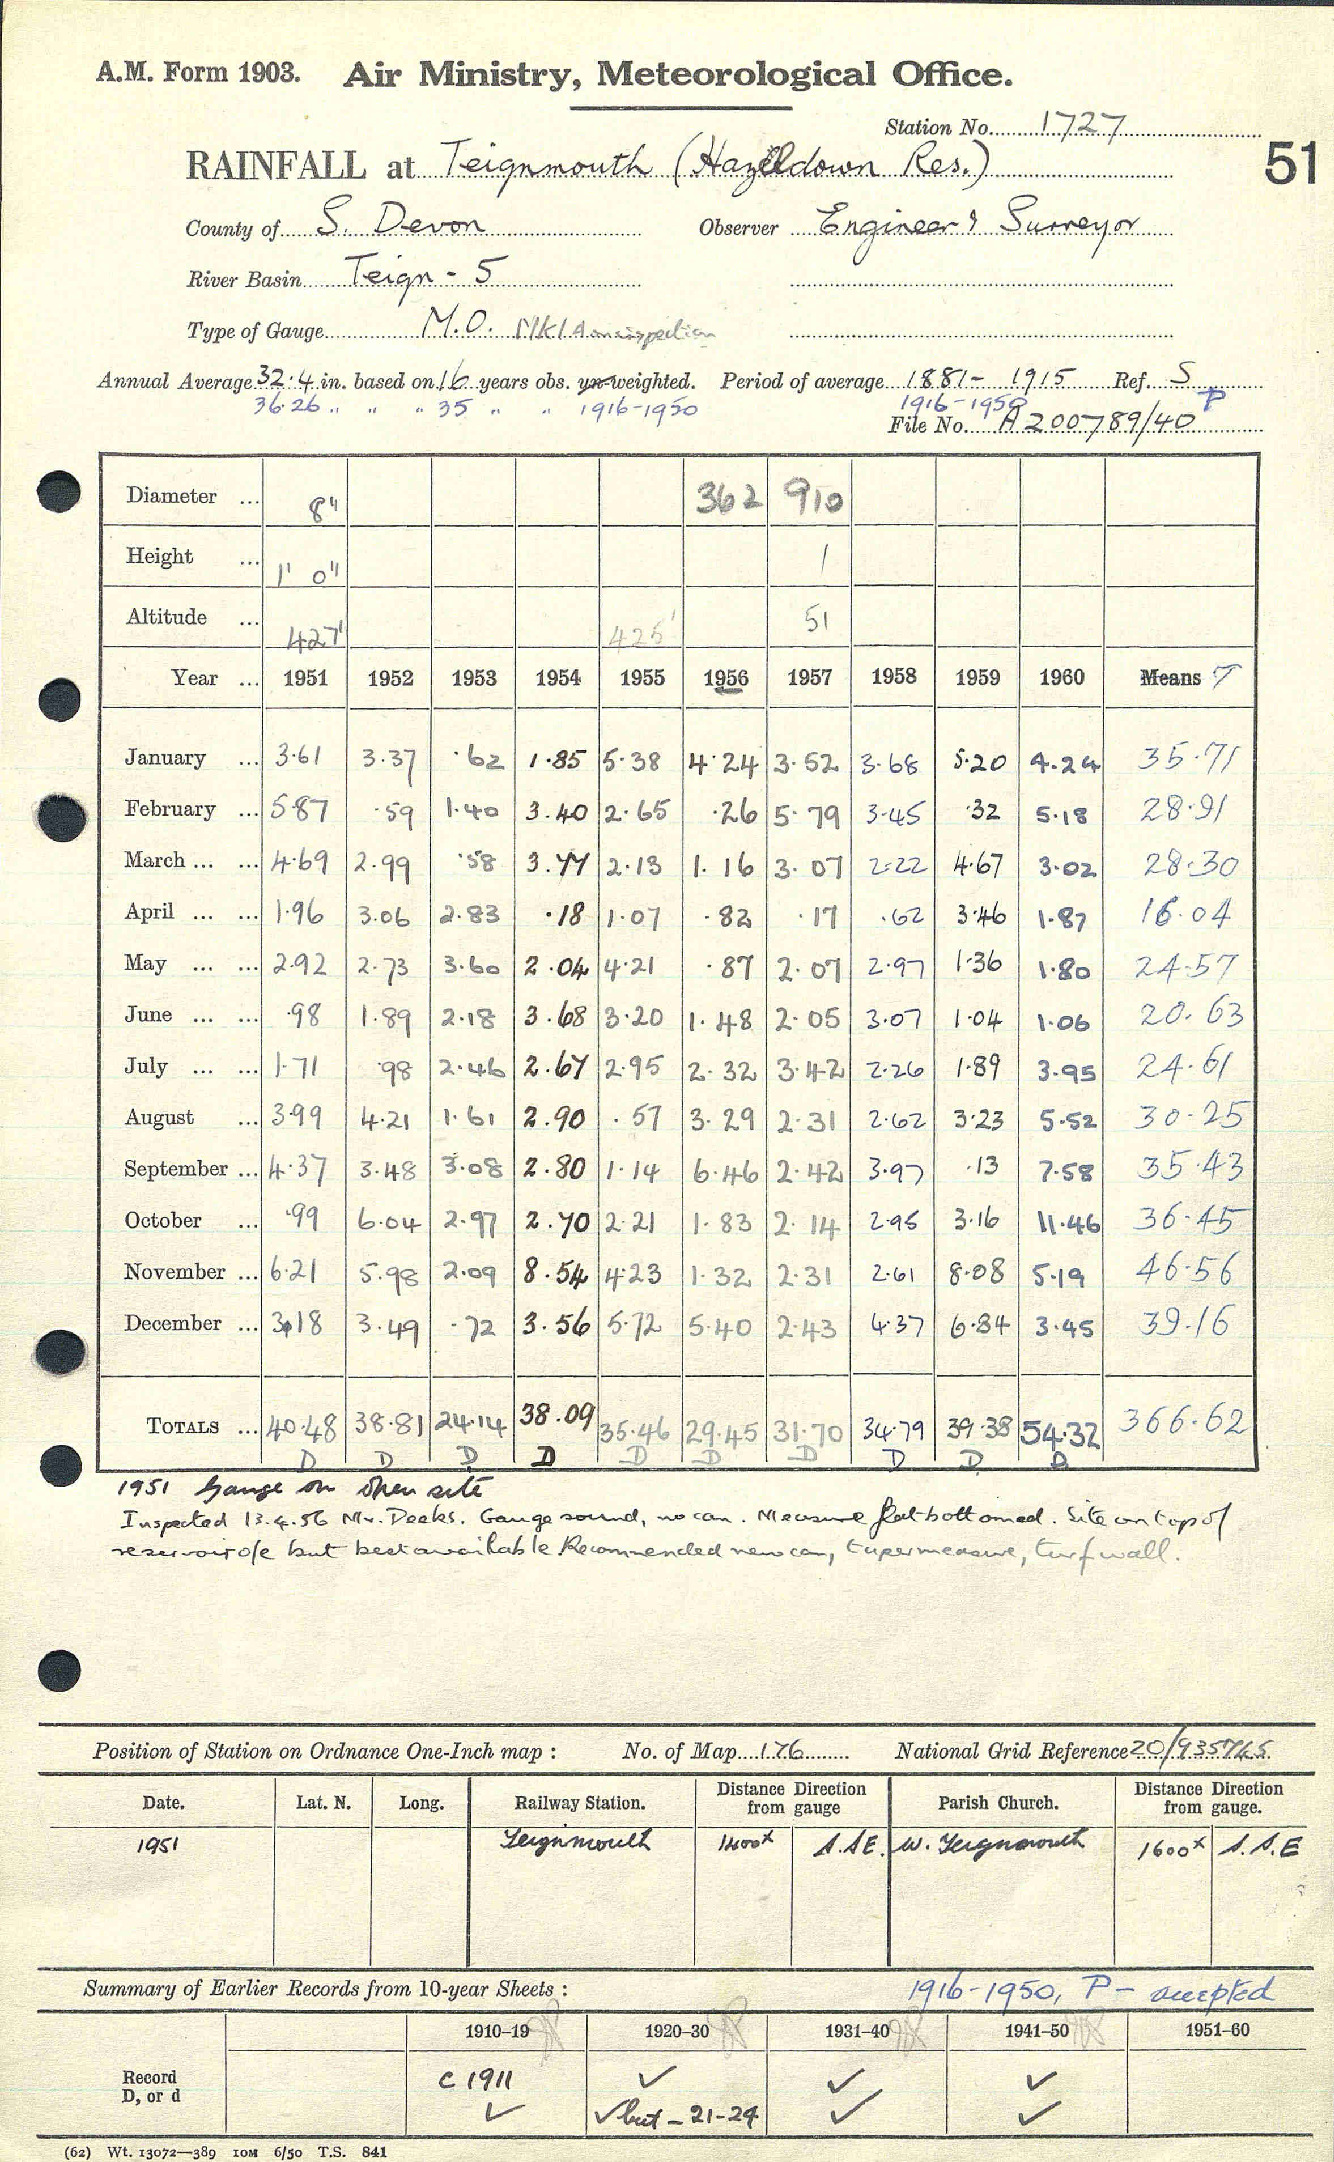 A.M. Form 1903. Air Ministry, Meteorological Office.
Station No. 1727
51
RAINFALL at Teignmouth (Hazeldown Res.)
County of S. Devon Observer Engineer & Surveyor
River Basin Teign - 5
Type of Gauge M.O. MK1A on inspection
Annual Average 32.4 in. based on 16 years obs. un-weighted. Period of average 1881- 1915 Ref. S
36.26 " " " 35 " " 1916-1950 1916-1950 P
File No. A200789/40
Diameter ... 8" 362 910
Height ... 1' 0" 1
Altitude ... 427' 425' 51
Year ... 1951 1952 1953 1954 1955 1956 1957 1958 1959 1960 Means T
January ... 3.61 3.37 .62 1.85 5.38 4.24 3.52 3.68 5.20 4.24 35.71
February ... 5.87 .59 1.40 3.40 2.65 .26 5.79 3.45 .32 5.18 28.91
March ... ... 4.69 2.99 .58 3.77 2.13 1.16 3.07 2.22 4.67 3.02 28.30
April ... ... 1.96 3.06 2.83 .18 1.07 .82 .17 .62 3.46 1.87 16.04
May ... ... 2.92 2.73 3.60 2.04 4.21 .87 2.07 2.97 1.36 1.80 24.57
June ... ... .98 1.89 2.18 3.68 3.20 1.48 2.05 3.07 1.04 1.06 20.63
July ... ... 1.71 .98 2.46 2.67 2.95 2.32 3.42 2.26 1.89 3.95 24.61
August ... 3.99 4.21 1.61 2.90 .57 3.29 2.31 2.62 3.23 5.52 30.25
September ... 4.37 3.48 3.08 2.80 1.14 6.46 2.42 3.97 .13 7.58 35.43
October ... .99 6.04 2.97 2.70 2.21 1.83 2.14 2.95 3.16 11.46 36.45
November ... 6.21 5.98 2.09 8.54 4.23 1.32 2.31 2.61 8.08 5.19 46.56
December ... 3.18 3.49 .72 3.56 5.72 5.40 2.43 4.37 6.84 3.45 39.16
TOTALS ... 40.48 38.81 24.14 38.09 35.46 29.45 31.70 34.79 39.38 54.32 366.62
D D D D D D D D D D
1951 Gauge on open site
Inspected 13.4.56 Mr. Deeks. Gauge sound, no can. Measure flat bottomed. Site on top of
reservoir o/e but best available. Recommended new can, taper measure, turf wall.
Position of Station on Ordnance One-Inch map : No. of Map 176 National Grid Reference 20/935745
Date. Lat. N. Long. Railway Station. Distance Direction from gauge Parish Church. Distance Direction from gauge.
1951 Teignmouth 1400x S.SE. W. Teignmouth 1600x S.S.E
Summary of Earlier Records from 10-year Sheets : 1916-1950, P - accepted
1910-19 1920-30 1931-40 1941-50 1951-60
Record c 1911 ✓ ✓ ✓
D, or d ✓ ✓ but - 21-24 ✓ ✓
(62) Wt. 13072—389 10M 6/50 T.S. 841